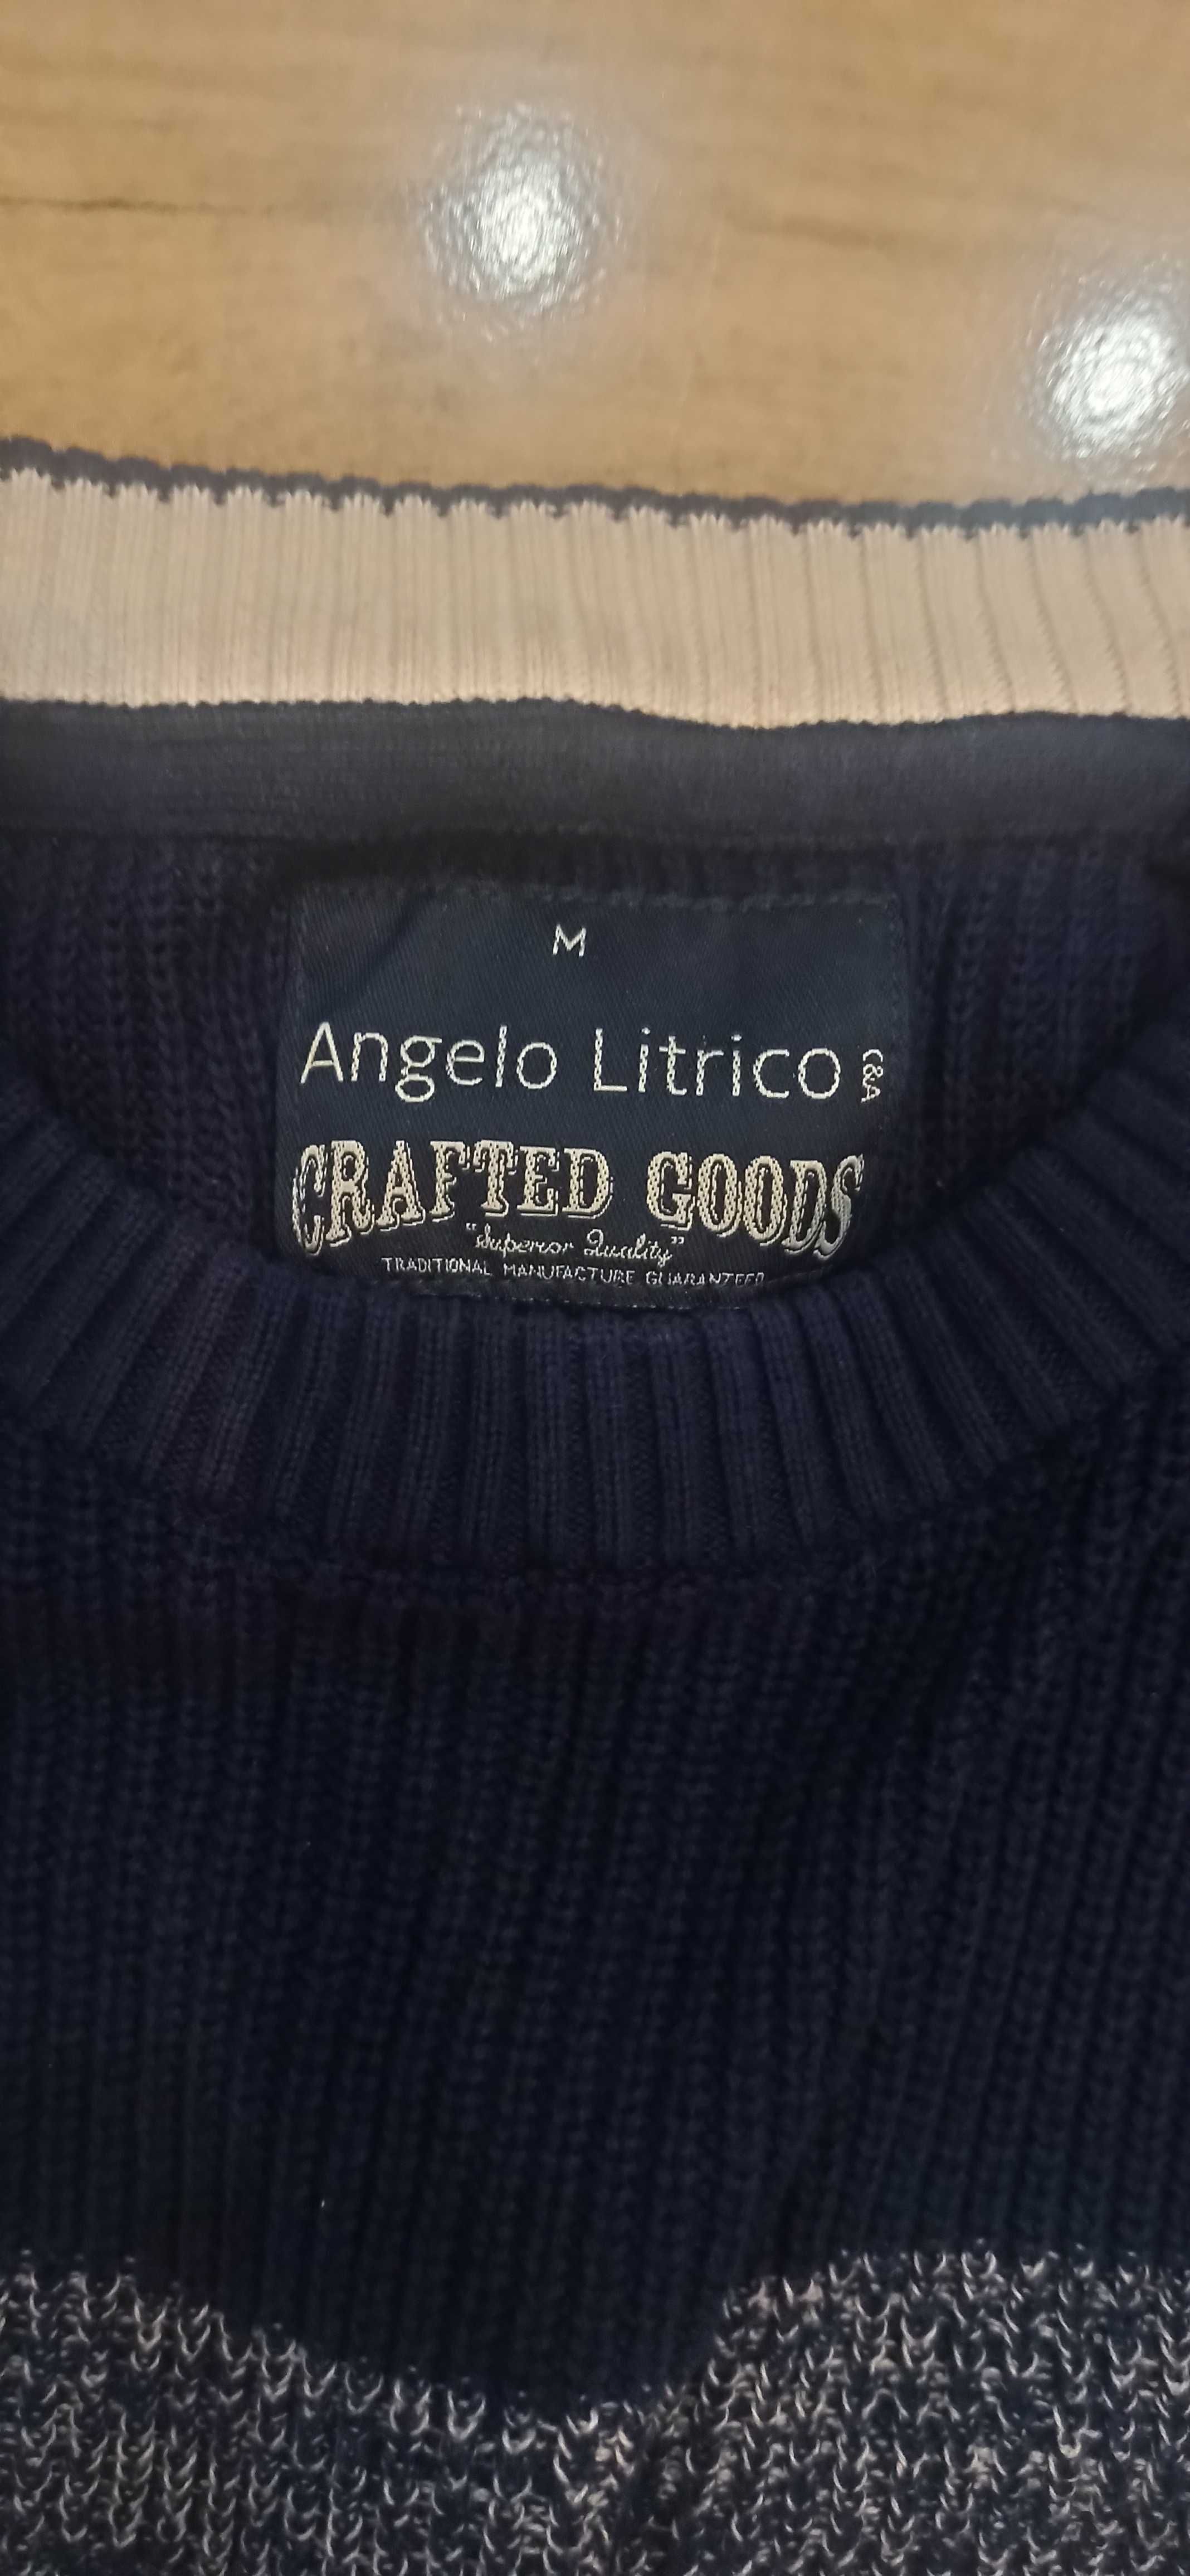 M
Angelo Litrico C&A
CRAFTED GOODS
"Superior Quality"
TRADITIONAL MANUFACTURE GUARANTEED